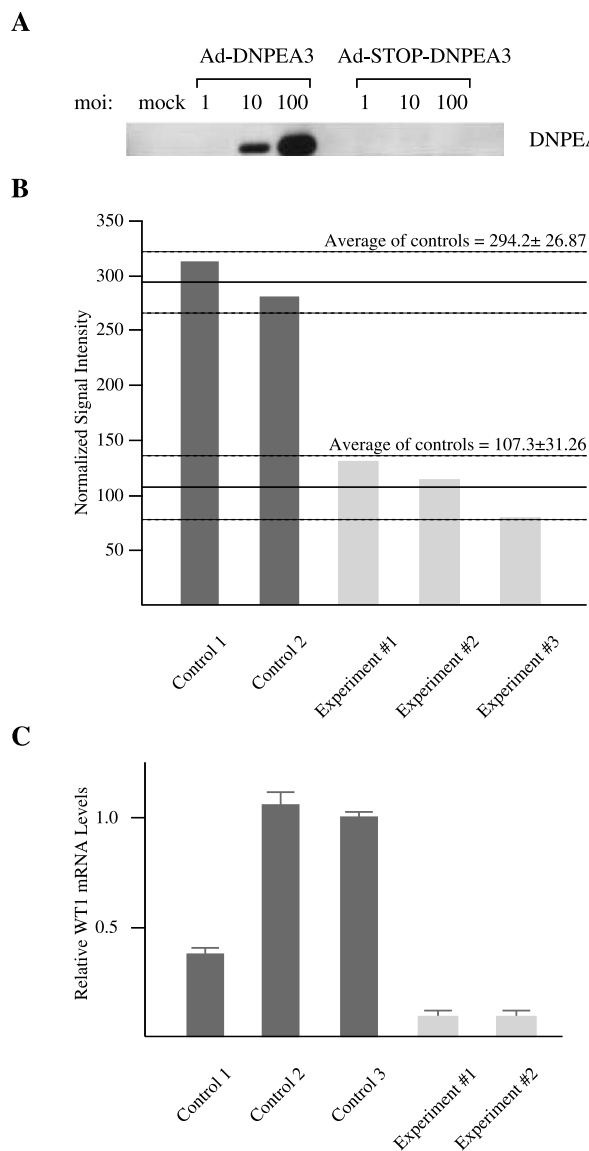 A
Ad-DNPEA3 Ad-STOP-DNPEA3
moi: mock 1 10 100 1 10 100
DNPEA
B
Normalized Signal Intensity
350
Average of controls = 294.2± 26.87
300
250
200
150
Average of controls = 107.3±31.26
100
50
Control 1
Control 2
Experiment #1
Experiment #2
Experiment #3
C
Relative WT1 mRNA Levels
1.0
0.5
Control 1
Control 2
Control 3
Experiment #1
Experiment #2